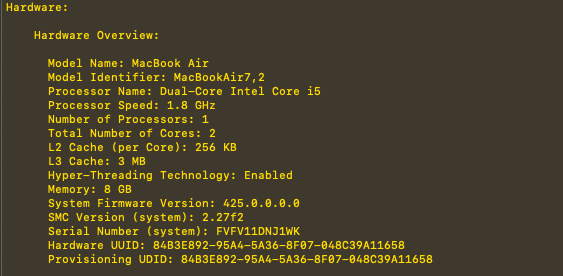 Hardware:
Hardware Overview:
Model Name: MacBook Air
Model Identifier: MacBookAir7,2
Processor Name: Dual-Core Intel Core i5
Processor Speed: 1.8 GHz
Number of Processors: 1
Total Number of Cores: 2
L2 Cache (per Core): 256 KB
L3 Cache: 3 MB
Hyper-Threading Technology: Enabled
Memory: 8 GB
System Firmware Version: 425.0.0.0.0
SMC Version (system): 2.27f2
Serial Number (system): FVFV11DNJ1WK
Hardware UUID: 84B3E892-95A4-5A36-8F07-048C39A11658
Provisioning UDID: 84B3E892-95A4-5A36-8F07-048C39A11658